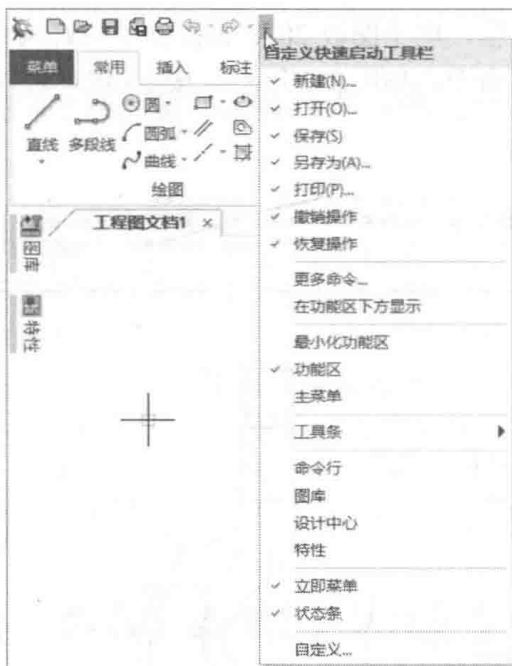 自定义快速启动工具栏
菜单 常用 插入 标注
直线 多段线 圆 圆弧 曲线
绘图
工程图文档1 ×
图库
特性
✓ 新建(N)...
✓ 打开(O)...
✓ 保存(S)
✓ 另存为(A)...
✓ 打印(P)...
✓ 撤销操作
✓ 恢复操作
更多命令...
在功能区下方显示
最小化功能区
✓ 功能区
主菜单
工具条
命令行
图库
设计中心
特性
✓ 立即菜单
✓ 状态条
自定义...